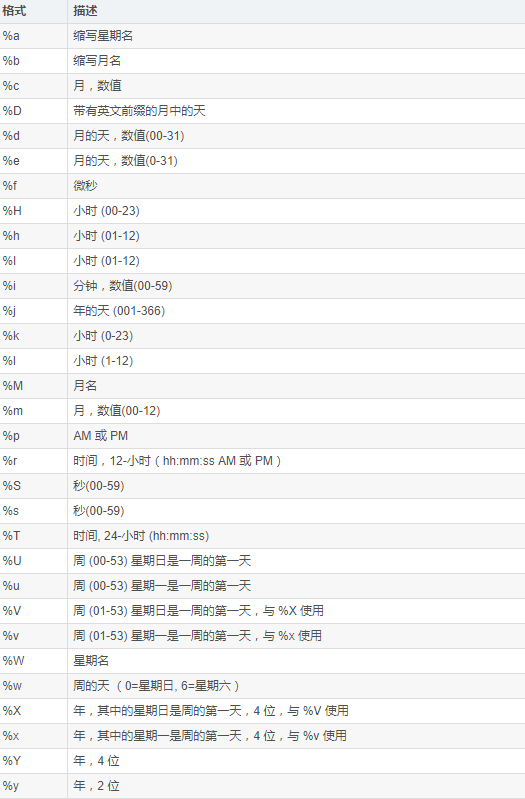 格式 描述
%a 缩写星期名
%b 缩写月名
%c 月，数值
%D 带有英文前缀的月中的天
%d 月的天，数值(00-31)
%e 月的天，数值(0-31)
%f 微秒
%H 小时 (00-23)
%h 小时 (01-12)
%I 小时 (01-12)
%i 分钟，数值(00-59)
%j 年的天 (001-366)
%k 小时 (0-23)
%l 小时 (1-12)
%M 月名
%m 月，数值(00-12)
%p AM 或 PM
%r 时间，12-小时（hh:mm:ss AM 或 PM）
%S 秒(00-59)
%s 秒(00-59)
%T 时间, 24-小时 (hh:mm:ss)
%U 周 (00-53) 星期日是一周的第一天
%u 周 (00-53) 星期一是一周的第一天
%V 周 (01-53) 星期日是一周的第一天，与 %X 使用
%v 周 (01-53) 星期一是一周的第一天，与 %x 使用
%W 星期名
%w 周的天 （0=星期日, 6=星期六）
%X 年，其中的星期日是周的第一天，4 位，与 %V 使用
%x 年，其中的星期一是周的第一天，4 位，与 %v 使用
%Y 年，4 位
%y 年，2 位